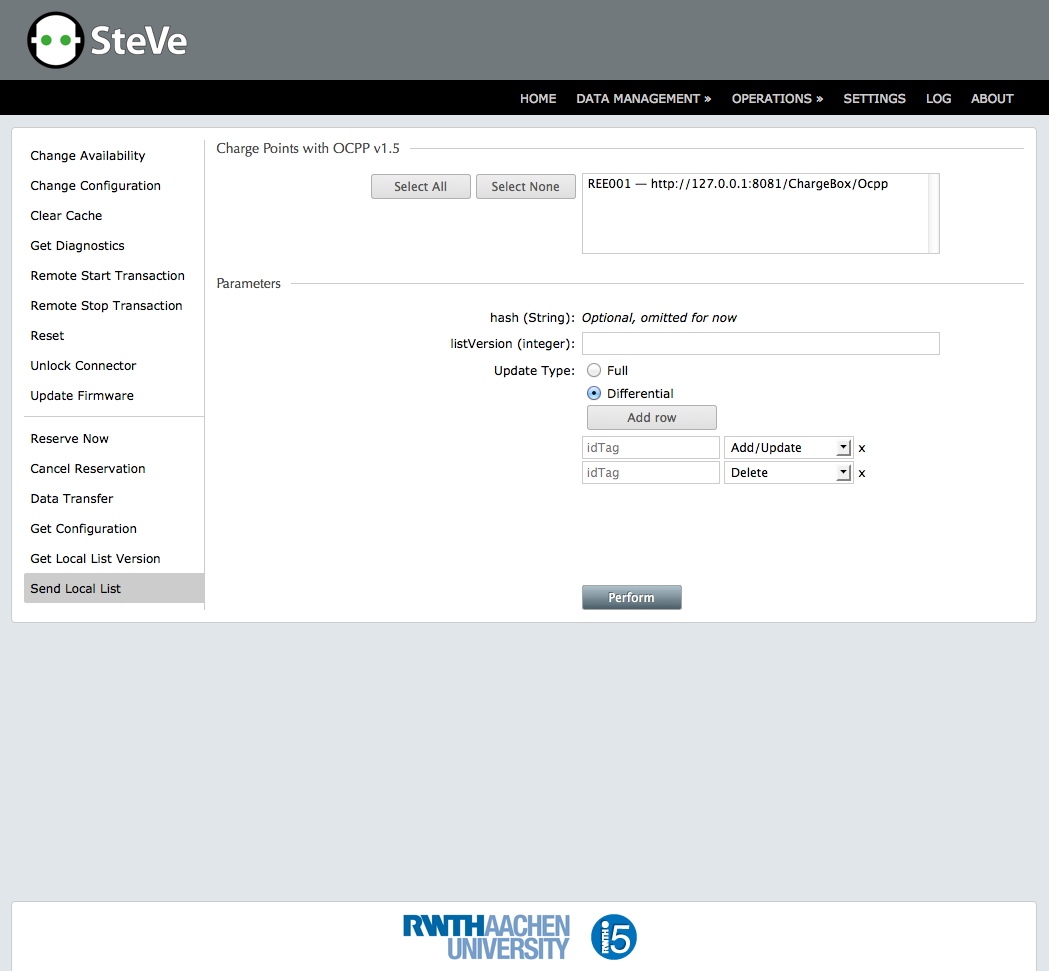 SteVe
HOME DATA MANAGEMENT » OPERATIONS » SETTINGS LOG ABOUT
Change Availability
Change Configuration
Clear Cache
Get Diagnostics
Remote Start Transaction
Remote Stop Transaction
Reset
Unlock Connector
Update Firmware
Reserve Now
Cancel Reservation
Data Transfer
Get Configuration
Get Local List Version
Send Local List
Charge Points with OCPP v1.5
Select All Select None REE001 — http://127.0.0.1:8081/ChargeBox/Ocpp
Parameters
hash (String): Optional, omitted for now
listVersion (integer):
Update Type: Full
Differential
Add row
idTag Add/Update x
idTag Delete x
Perform
RWTHAACHEN
UNIVERSITY
RWTH i5